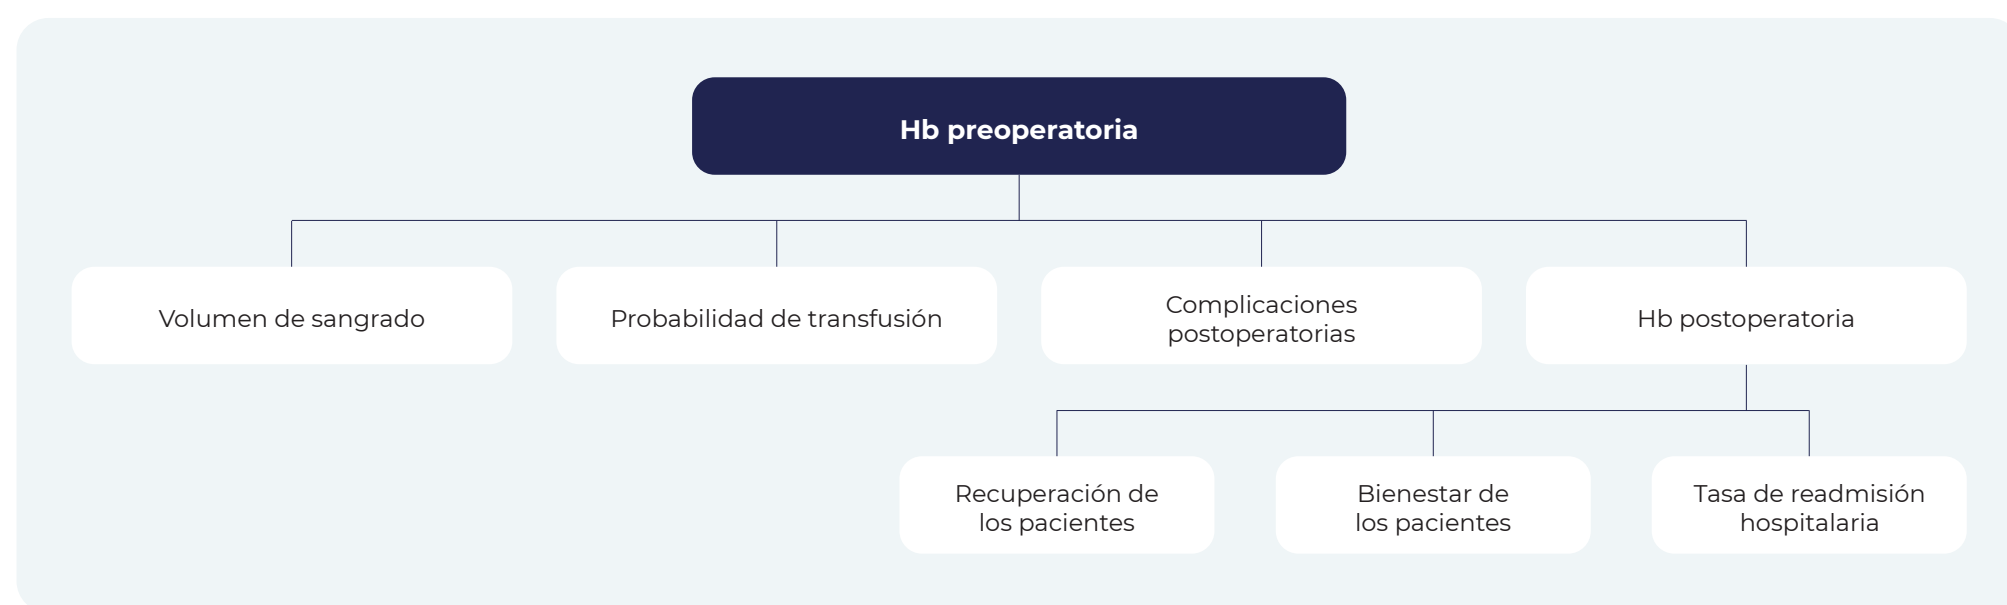 Hb preoperatoria
Volumen de sangrado
Probabilidad de transfusión
Complicaciones
postoperatorias
Hb postoperatoria
Recuperación de
los pacientes
Bienestar de
los pacientes
Tasa de readmisión
hospitalaria